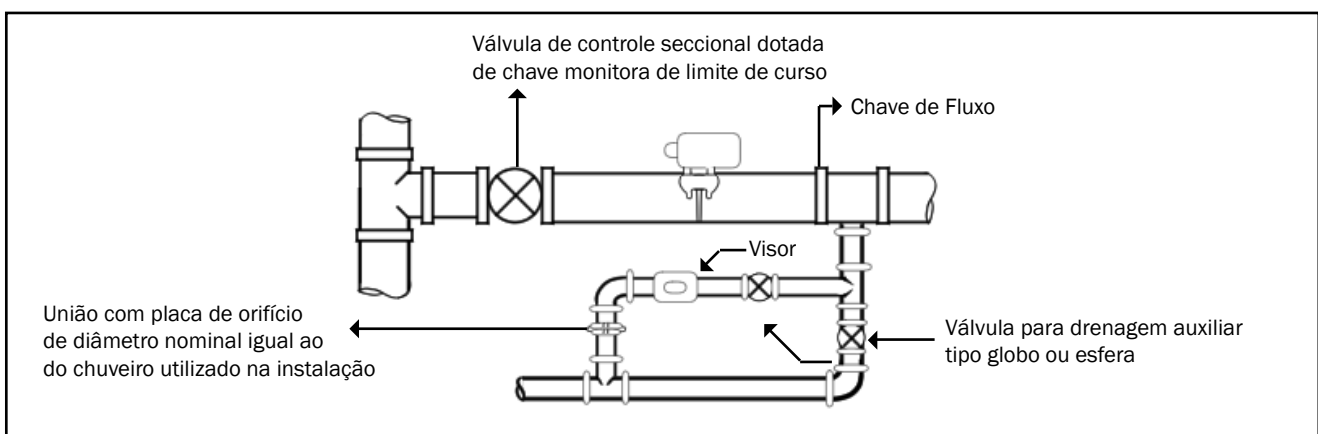 Válvula de controle seccional dotada
de chave monitora de limite de curso
Chave de Fluxo
Visor
União com placa de orifício
de diâmetro nominal igual ao
do chuveiro utilizado na instalação
Válvula para drenagem auxiliar
tipo globo ou esfera